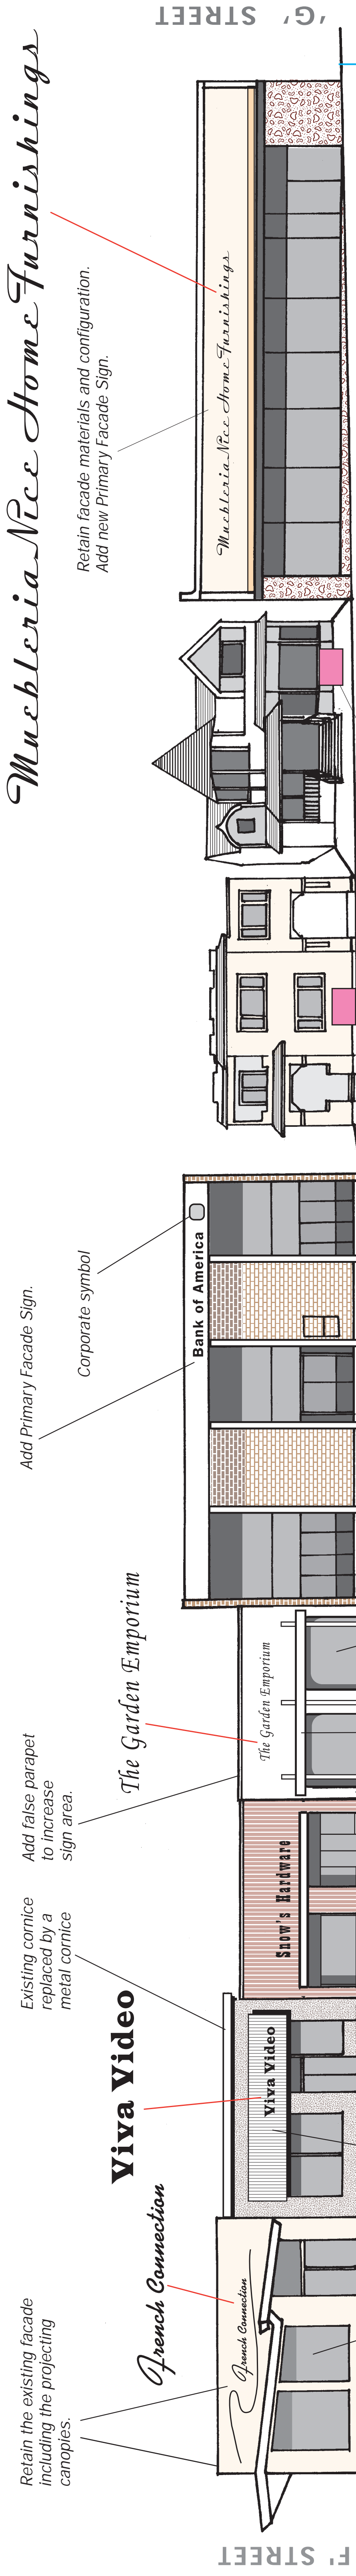 Retain the existing facade
including the projecting
canopies.
French Connection
Viva Video
Existing cornice
replaced by a
metal cornice
Add false parapet
to increase
sign area.
The Garden Emporium
Add Primary Facade Sign.
Corporate symbol
Muebleria Nice Home Furnishings
Retain facade materials and configuration.
Add new Primary Facade Sign.
French Connection
Viva Video
Snow's Hardware
The Garden Emporium
Bank of America
Muebleria Nice Home Furnishings
F' STREET
'G' STREET